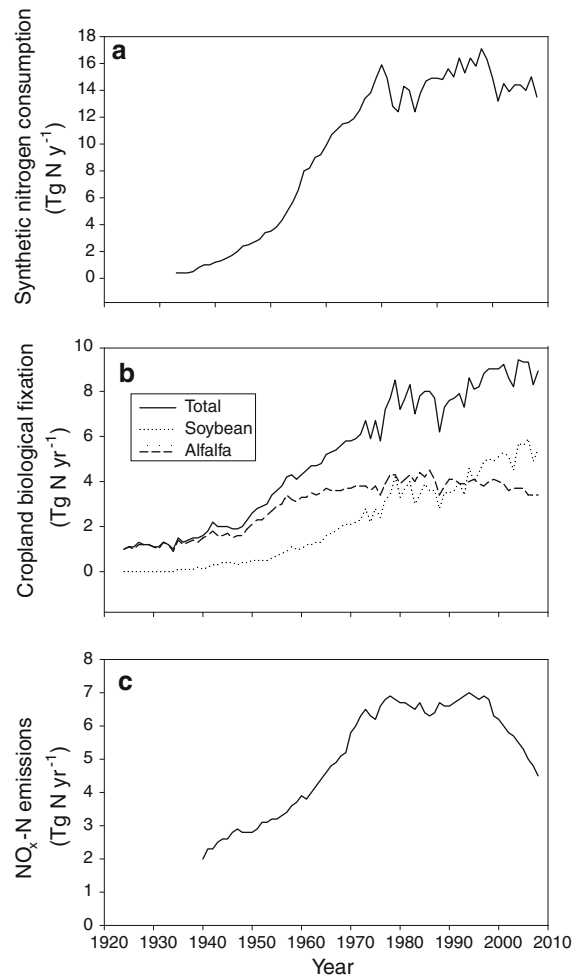 a
Synthetic nitrogen consumption
(Tg N y-1)
18
16
14
12
10
8
6
4
2
0
b
Cropland biological fixation
(Tg N yr-1)
10
8
6
4
2
0
Total
Soybean
Alfalfa
c
NOx-N emissions
(Tg N yr-1)
8
7
6
5
4
3
2
1
0
1920 1930 1940 1950 1960 1970 1980 1990 2000 2010
Year